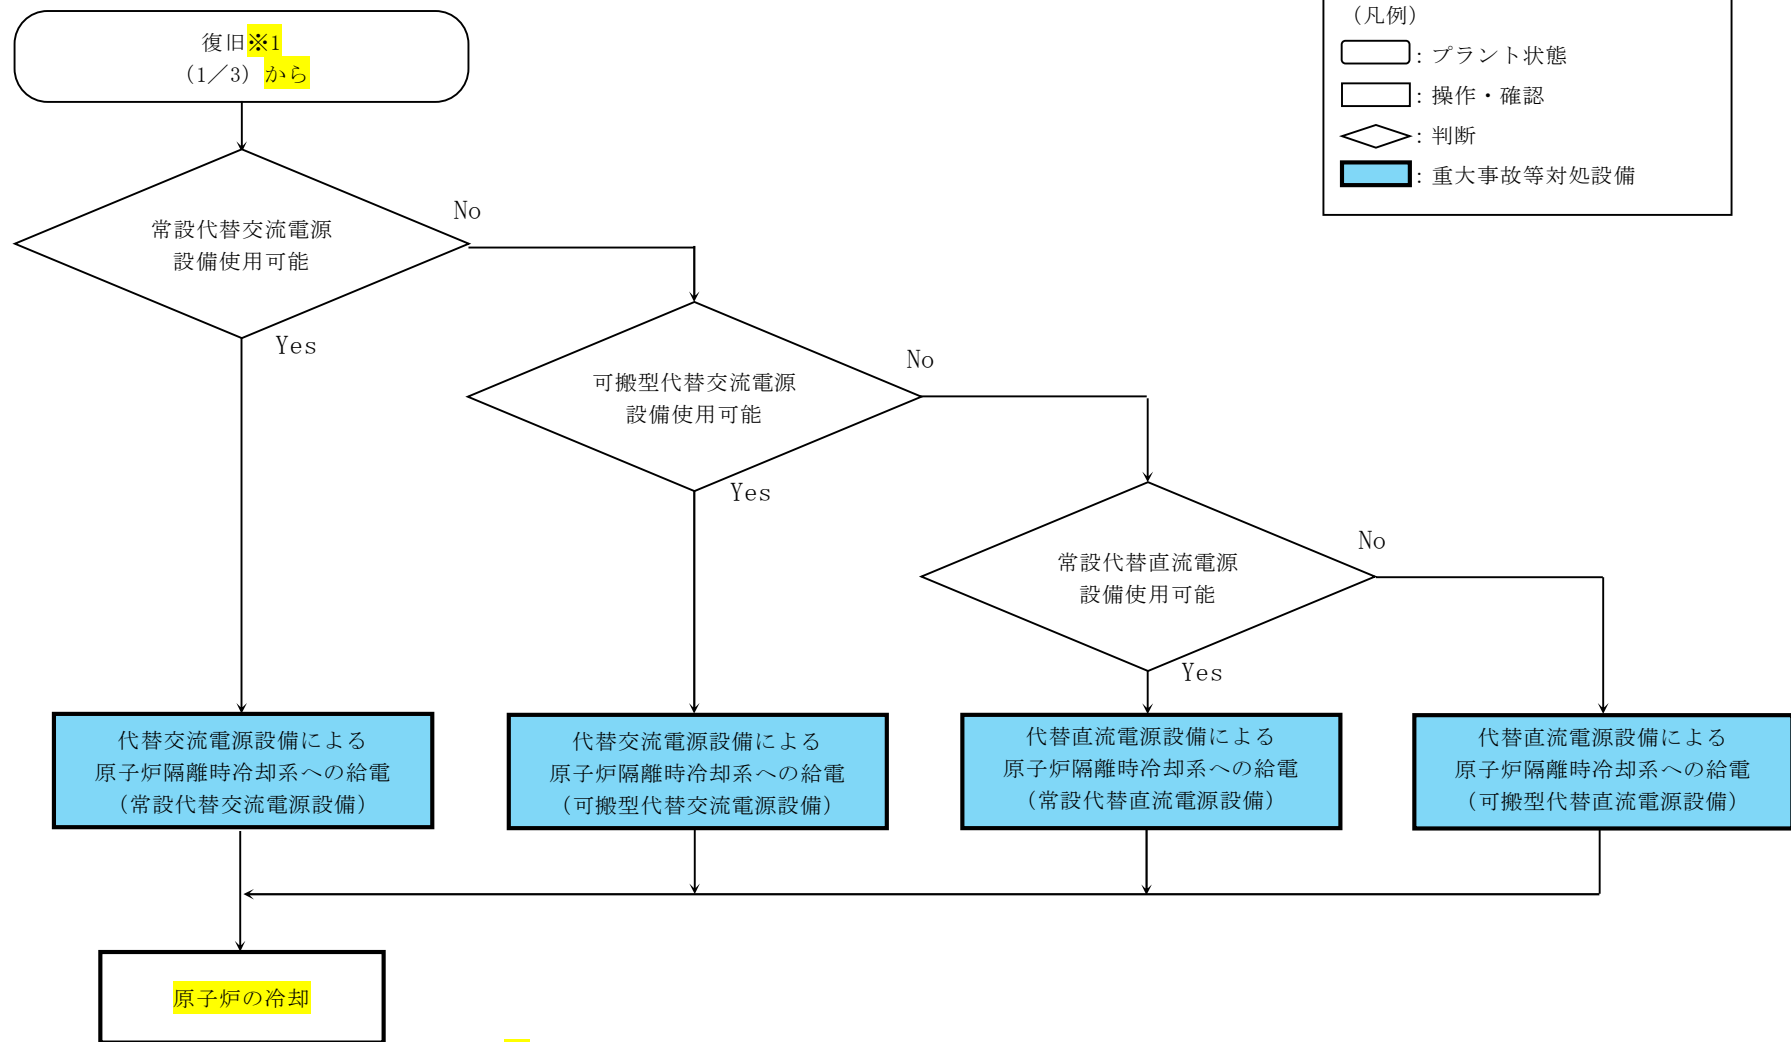 復旧※1
（1／3）から
（凡例）
：プラント状態
：操作・確認
：判断
：重大事故等対処設備
常設代替交流電源
設備使用可能
No
Yes
可搬型代替交流電源
設備使用可能
No
Yes
常設代替直流電源
設備使用可能
No
Yes
代替交流電源設備による
原子炉隔離時冷却系への給電
（常設代替交流電源設備）
代替交流電源設備による
原子炉隔離時冷却系への給電
（可搬型代替交流電源設備）
代替直流電源設備による
原子炉隔離時冷却系への給電
（常設代替直流電源設備）
代替直流電源設備による
原子炉隔離時冷却系への給電
（可搬型代替直流電源設備）
原子炉の冷却